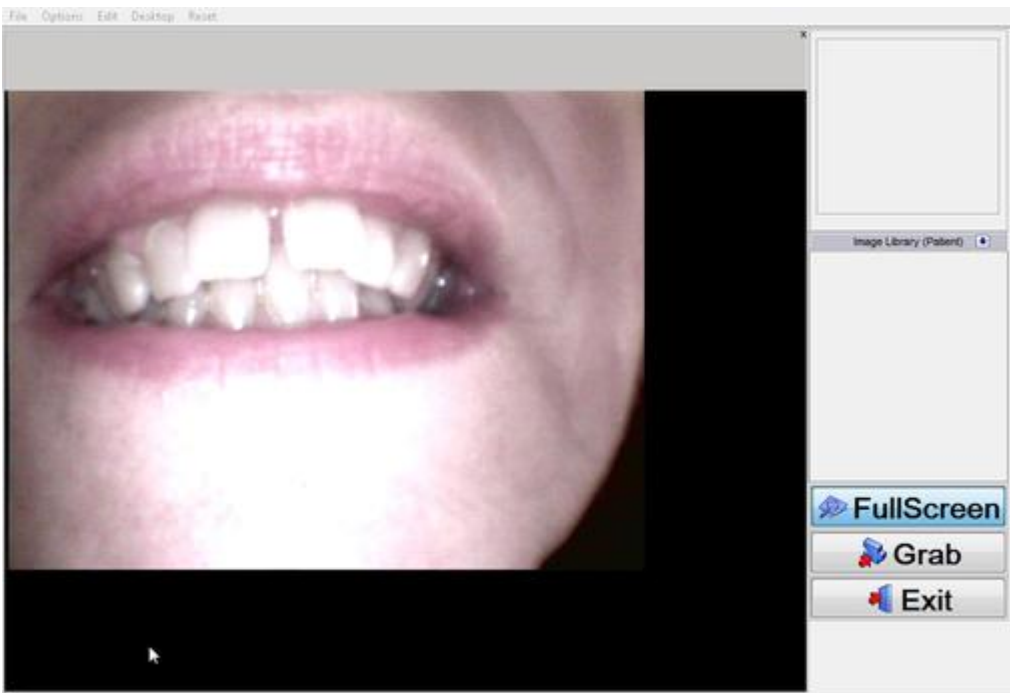 File Options Edit Desktop Reset
x
Image Library (Patient)
FullScreen
Grab
Exit